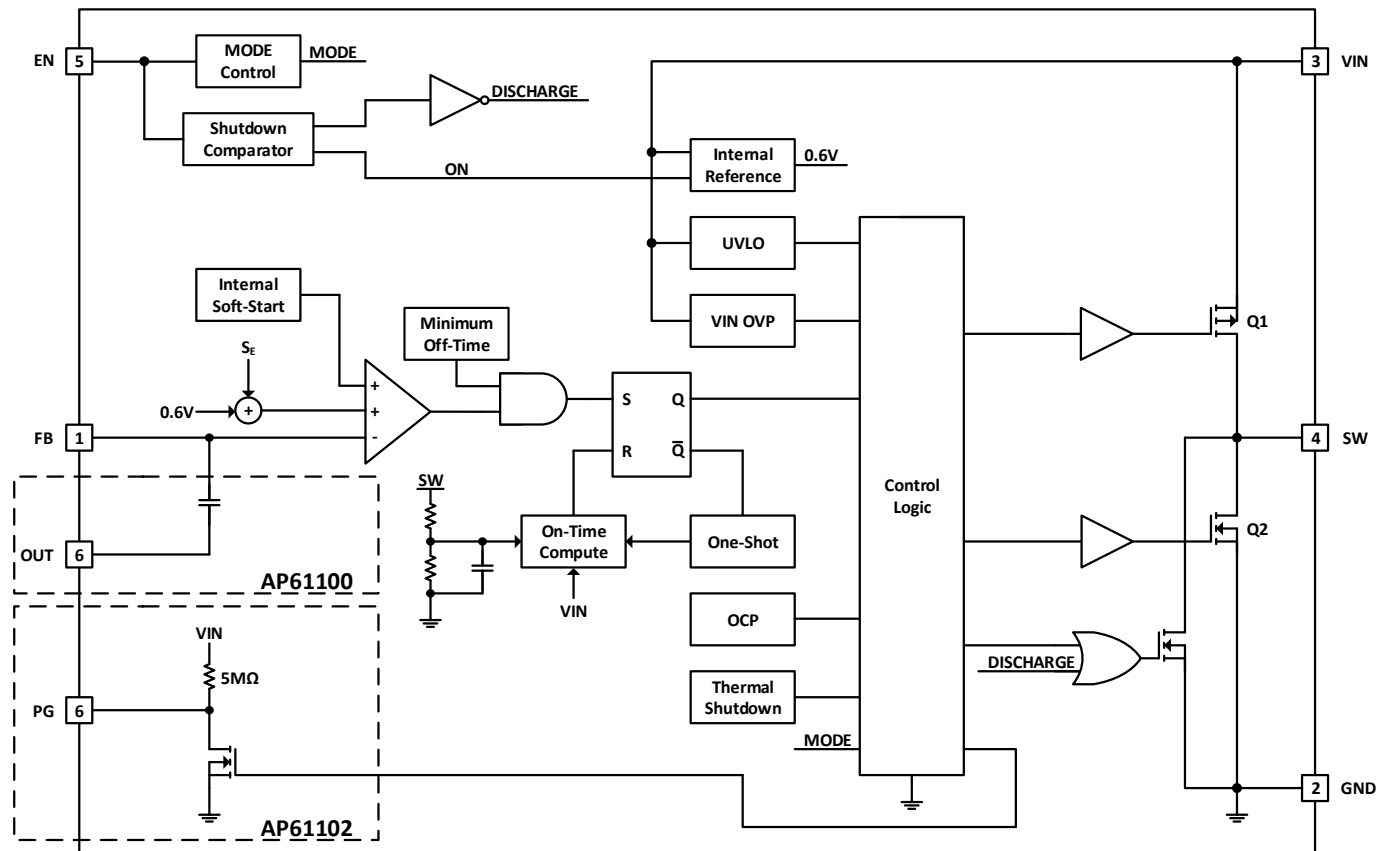 EN
5
MODE
Control
MODE
DISCHARGE
3
VIN
Shutdown
Comparator
ON
Internal
Reference
0.6V
UVLO
Internal
Soft-Start
VIN OVP
Minimum
Off-Time
Q1
SE
0.6V
+
+
+
-
S
Q
R
Q̅
FB
1
4
SW
SW
Control
Logic
On-Time
Compute
One-Shot
Q2
OUT
6
AP61100
VIN
OCP
VIN
5MΩ
DISCHARGE
PG
6
Thermal
Shutdown
MODE
2
GND
AP61102